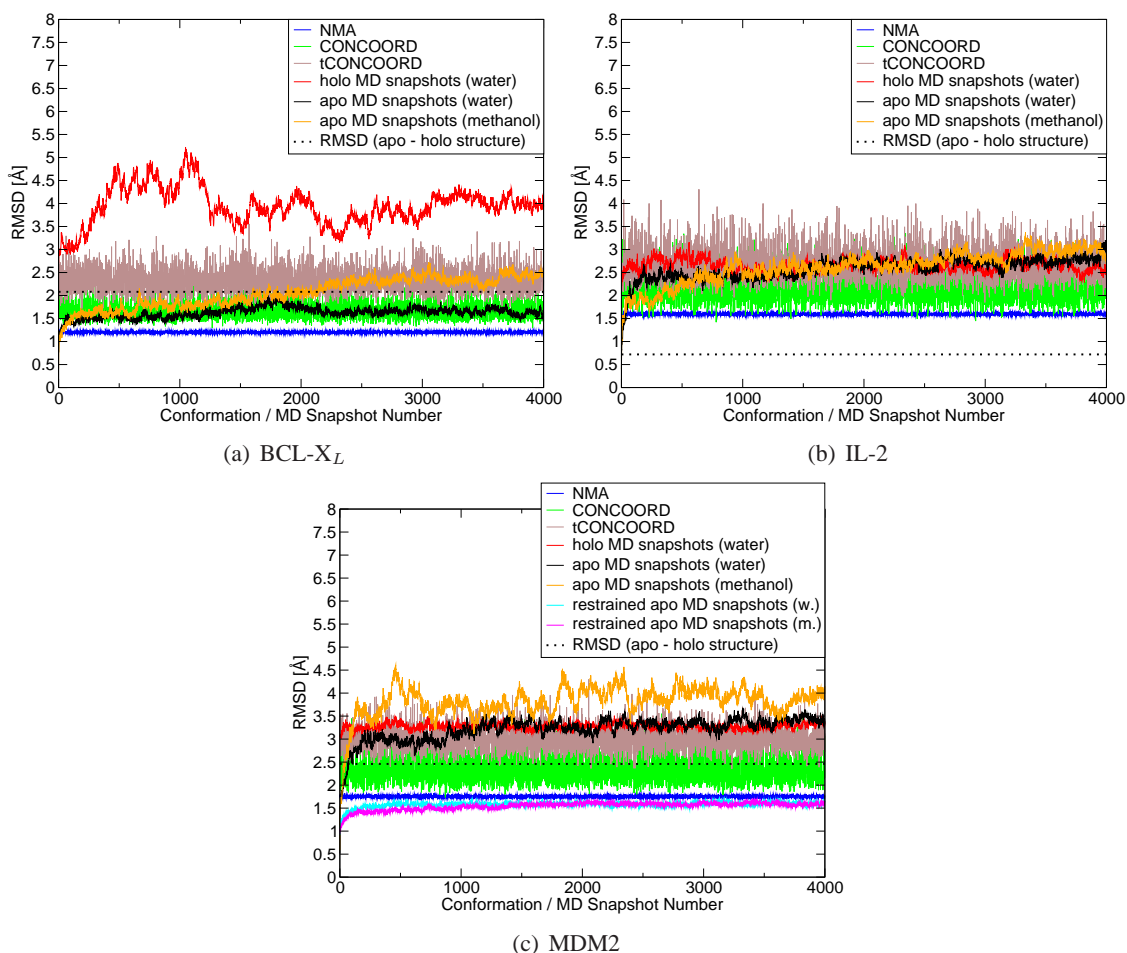 8
7.5
7
6.5
6
5.5
5
4.5
4
3.5
3
2.5
2
1.5
1
0.5
0
RMSD [Å]
0 1000 2000 3000 4000
Conformation / MD Snapshot Number
NMA
CONCOORD
tCONCOORD
holo MD snapshots (water)
apo MD snapshots (water)
apo MD snapshots (methanol)
RMSD (apo - holo structure)
(a) BCL-X_L
8
7.5
7
6.5
6
5.5
5
4.5
4
3.5
3
2.5
2
1.5
1
0.5
0
RMSD [Å]
0 1000 2000 3000 4000
Conformation / MD Snapshot Number
NMA
CONCOORD
tCONCOORD
holo MD snapshots (water)
apo MD snapshots (water)
apo MD snapshots (methanol)
RMSD (apo - holo structure)
(b) IL-2
8
7.5
7
6.5
6
5.5
5
4.5
4
3.5
3
2.5
2
1.5
1
0.5
0
RMSD [Å]
0 1000 2000 3000 4000
Conformation / MD Snapshot Number
NMA
CONCOORD
tCONCOORD
holo MD snapshots (water)
apo MD snapshots (water)
apo MD snapshots (methanol)
restrained apo MD snapshots (w.)
restrained apo MD snapshots (m.)
RMSD (apo - holo structure)
(c) MDM2